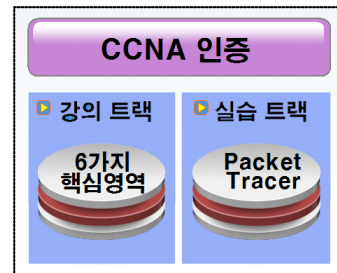 CCNA 인증
강의 트랙
6가지
핵심영역
실습 트랙
Packet
Tracer